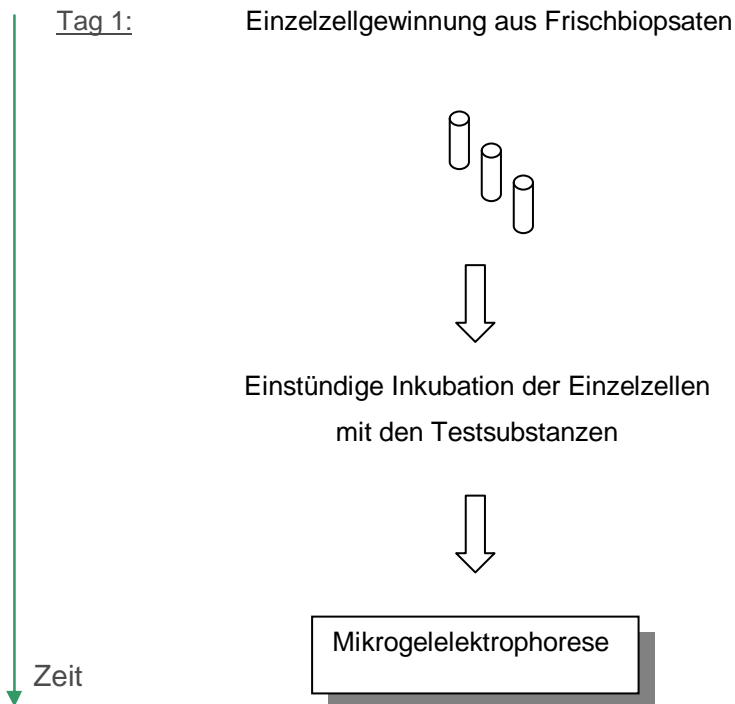 Tag 1: Einzelzellgewinnung aus Frischbiopsaten
Einstündige Inkubation der Einzelzellen
mit den Testsubstanzen
Mikrogelelektrophorese
Zeit